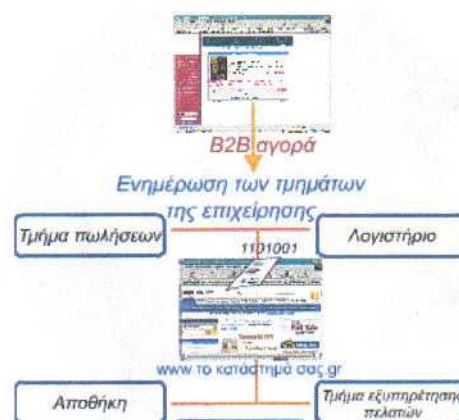 B2B αγορά
Ενημέρωση των τμημάτων
της επιχείρησης
Τμήμα πωλήσεων
Λογιστήριο
1101001
www το κατάστημά σας gr
Αποθήκη
Τμήμα εξυπηρέτησης
πελατών